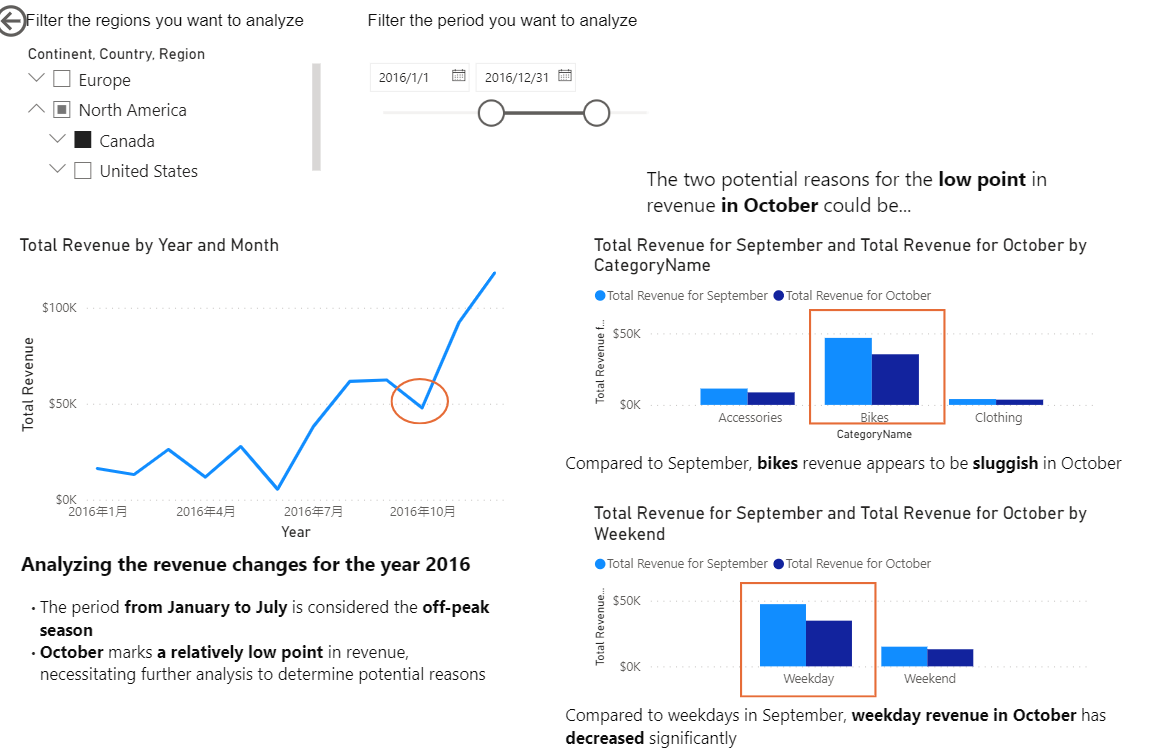 Filter the regions you want to analyze
Filter the period you want to analyze
Continent, Country, Region
Europe
North America
Canada
United States
2016/1/1
2016/12/31
The two potential reasons for the low point in
revenue in October could be...
Total Revenue by Year and Month
$100K
$50K
$0K
Total Revenue
2016年1月
2016年4月
2016年7月
2016年10月
Year
Analyzing the revenue changes for the year 2016
• The period from January to July is considered the off-peak
season
• October marks a relatively low point in revenue,
necessitating further analysis to determine potential reasons
Total Revenue for September and Total Revenue for October by
CategoryName
Total Revenue for September
Total Revenue for October
Total Revenue f...
$50K
$0K
Accessories
Bikes
Clothing
CategoryName
Compared to September, bikes revenue appears to be sluggish in October
Total Revenue for September and Total Revenue for October by
Weekend
Total Revenue for September
Total Revenue for October
Total Revenue...
$50K
$0K
Weekday
Weekend
Compared to weekdays in September, weekday revenue in October has
decreased significantly